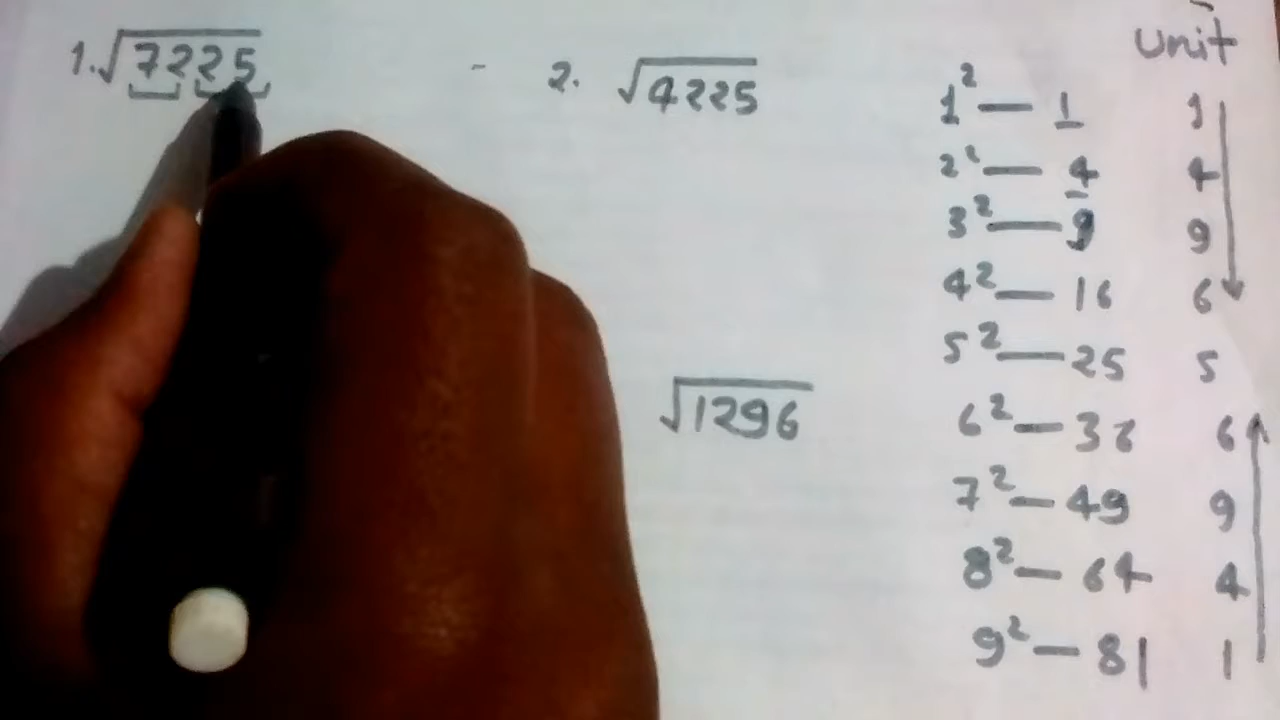 1. √7225
2. √4225
√1296
Unit
1² — 1 1
2² — 4 4
3² — 9 9
4² — 16 6
5² — 25 5
6² — 36 6
7² — 49 9
8² — 64 4
9² — 81 1